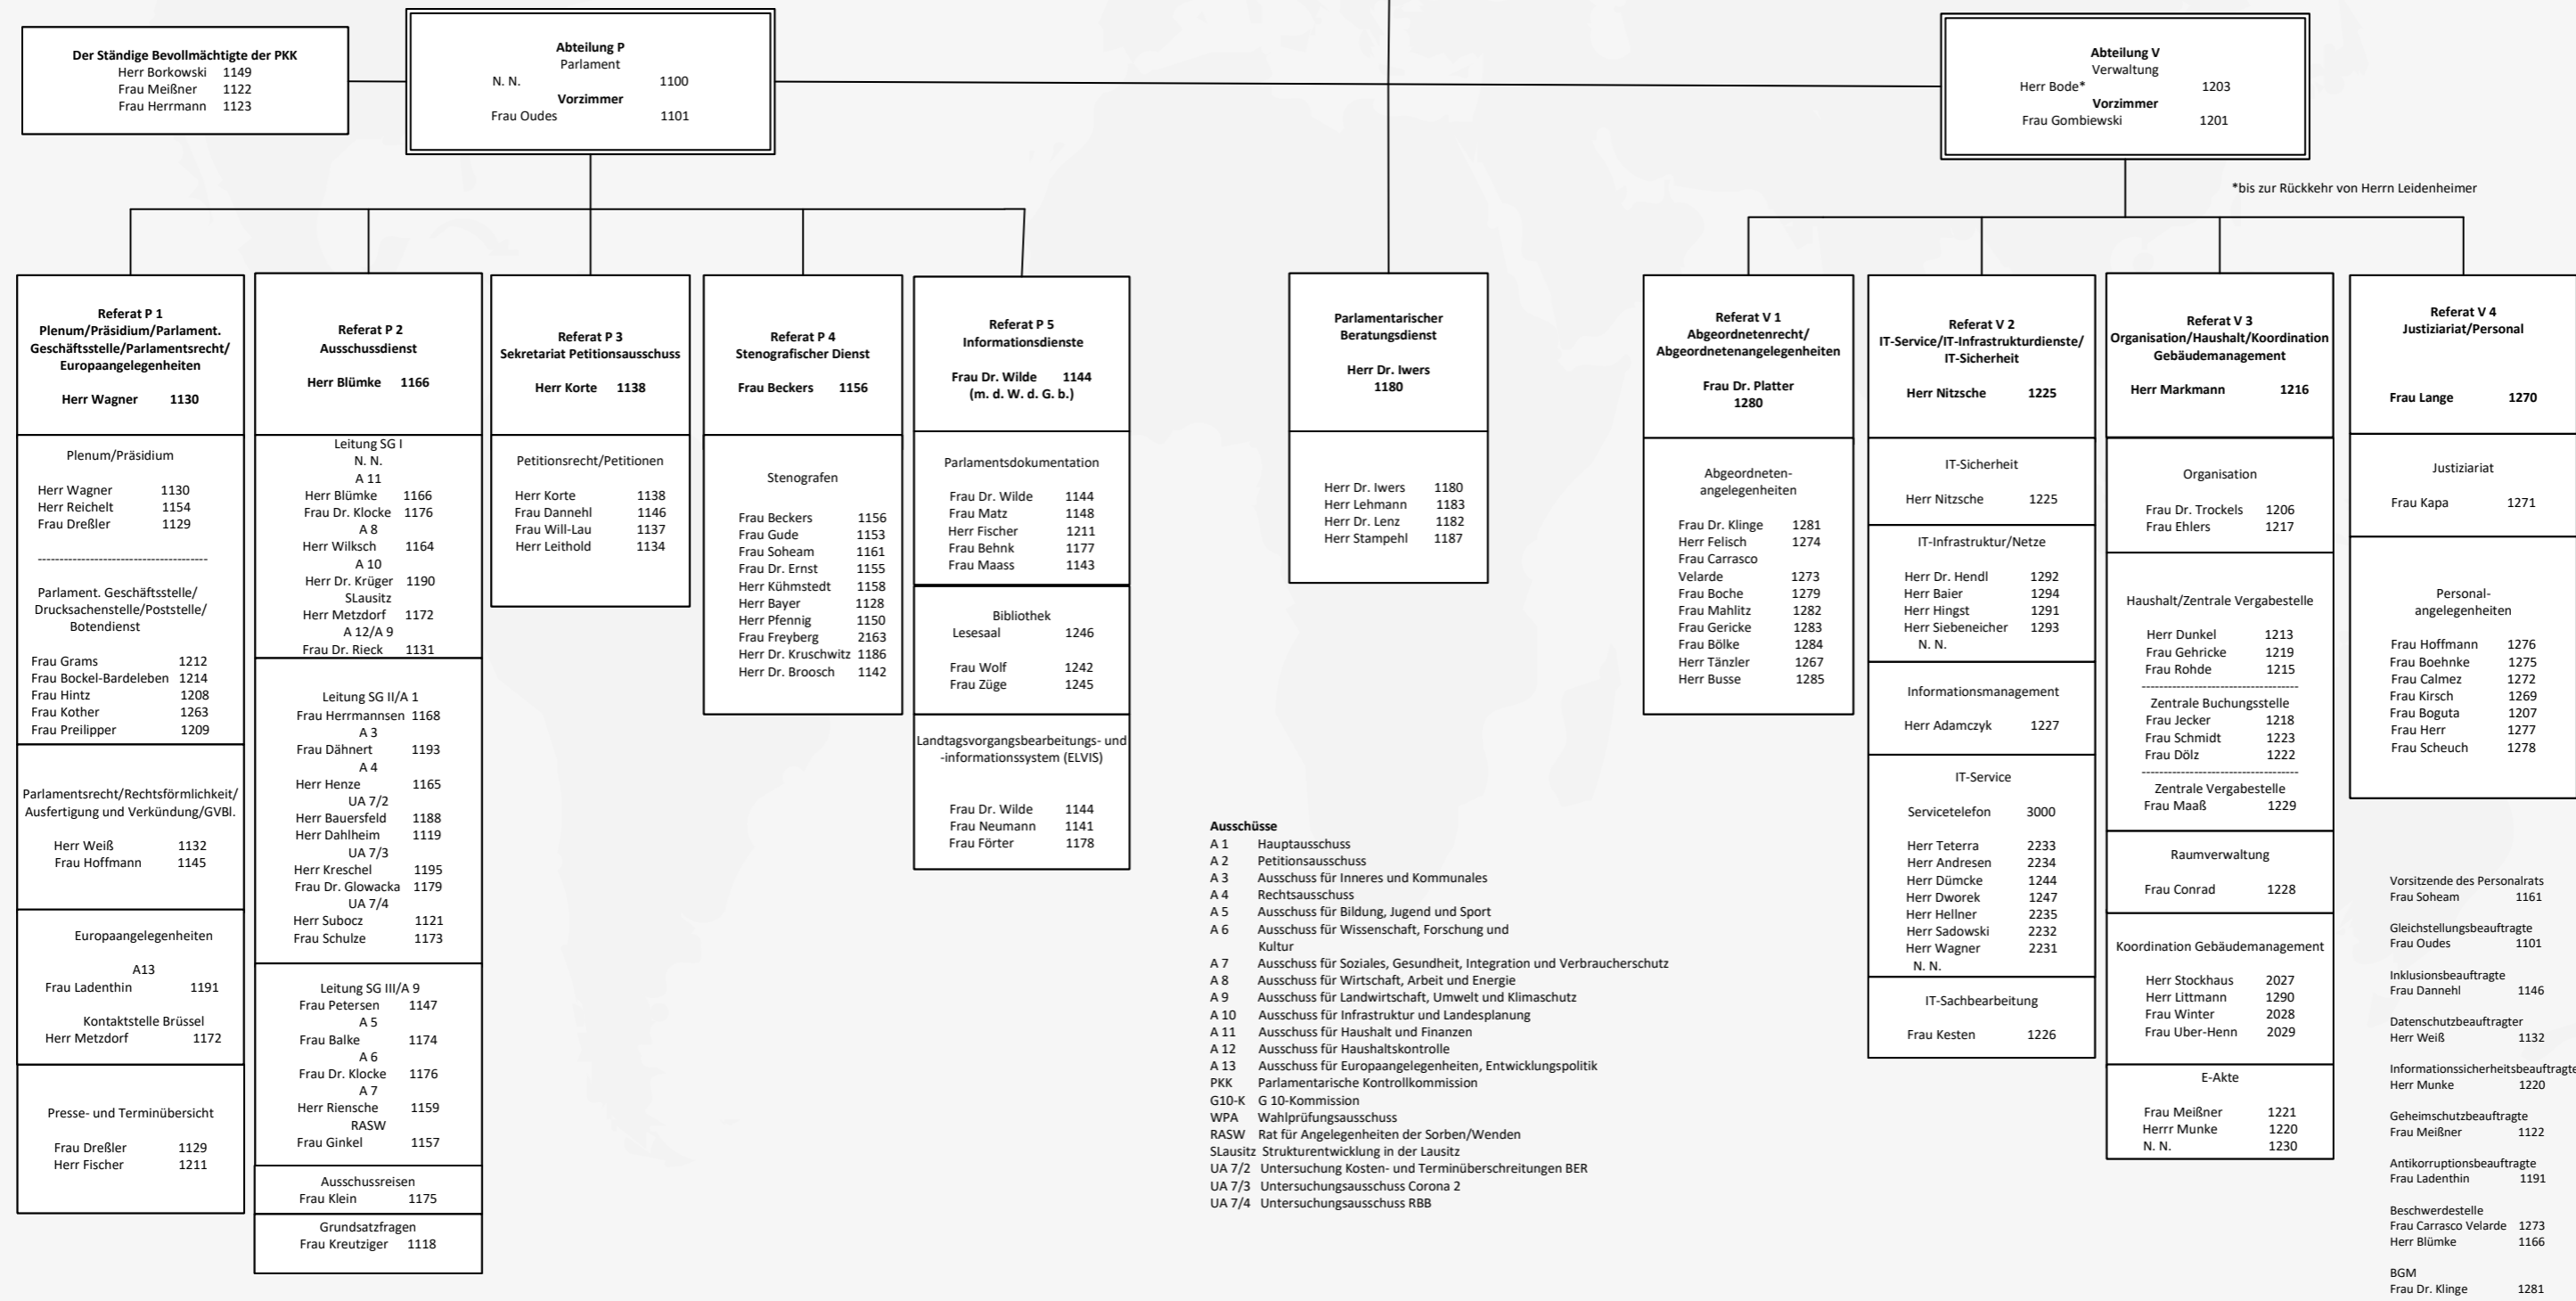 Der Ständige Bevollmächtigte der PKK
Herr Borkowski 1149
Frau Meißner 1122
Frau Herrmann 1123
Abteilung P
Parlament
N. N. 1100
Vorzimmer
Frau Oudes 1101
Abteilung V
Verwaltung
Herr Bode* 1203
Vorzimmer
Frau Gombiewski 1201
*bis zur Rückkehr von Herrn Leidenheimer
Referat P 1
Plenum/Präsidium/Parlament.
Geschäftsstelle/Parlamentsrecht/
Europaangelegenheiten
Herr Wagner 1130
Plenum/Präsidium
Herr Wagner 1130
Herr Reichelt 1154
Frau Dreßler 1129
---------------------------------------
Parlament. Geschäftsstelle/
Drucksachenstelle/Poststelle/
Botendienst
Frau Grams 1212
Frau Bockel-Bardeleben 1214
Frau Hintz 1208
Frau Kother 1263
Frau Preilipper 1209
Parlamentsrecht/Rechtsförmlichkeit/
Ausfertigung und Verkündung/GVBl.
Herr Weiß 1132
Frau Hoffmann 1145
Europaangelegenheiten
A13
Frau Ladenthin 1191
Kontaktstelle Brüssel
Herr Metzdorf 1172
Presse- und Terminübersicht
Frau Dreßler 1129
Herr Fischer 1211
Referat P 2
Ausschussdienst
Herr Blümke 1166
Leitung SG I
N. N.
A 11
Herr Blümke 1166
Frau Dr. Klocke 1176
A 8
Herr Wilksch 1164
A 10
Herr Dr. Krüger 1190
SLausitz
Herr Metzdorf 1172
A 12/A 9
Frau Dr. Rieck 1131
Leitung SG II/A 1
Frau Herrmannsen 1168
A 3
Frau Dähnert 1193
A 4
Herr Henze 1165
UA 7/2
Herr Bauersfeld 1188
Herr Dahlheim 1119
UA 7/3
Herr Kreschel 1195
Frau Dr. Glowacka 1179
UA 7/4
Herr Subocz 1121
Frau Schulze 1173
Leitung SG III/A 9
Frau Petersen 1147
A 5
Frau Balke 1174
A 6
Frau Dr. Klocke 1176
A 7
Herr Riensche 1159
RASW
Frau Ginkel 1157
Ausschussreisen
Frau Klein 1175
Grundsatzfragen
Frau Kreutziger 1118
Referat P 3
Sekretariat Petitionsausschuss
Herr Korte 1138
Petitionsrecht/Petitionen
Herr Korte 1138
Frau Dannehl 1146
Frau Will-Lau 1137
Herr Leithold 1134
Referat P 4
Stenografischer Dienst
Frau Beckers 1156
Stenografen
Frau Beckers 1156
Frau Gude 1153
Frau Soheam 1161
Frau Dr. Ernst 1155
Herr Kühmstedt 1158
Herr Bayer 1128
Herr Pfennig 1150
Frau Freyberg 2163
Herr Dr. Kruschwitz 1186
Herr Dr. Broosch 1142
Referat P 5
Informationsdienste
Frau Dr. Wilde 1144
(m. d. W. d. G. b.)
Parlamentsdokumentation
Frau Dr. Wilde 1144
Frau Matz 1148
Herr Fischer 1211
Frau Behnk 1177
Frau Maass 1143
Bibliothek
Lesesaal 1246
Frau Wolf 1242
Frau Züge 1245
Landtagsvorgangsbearbeitungs- und
-informationssystem (ELVIS)
Frau Dr. Wilde 1144
Frau Neumann 1141
Frau Förter 1178
Parlamentarischer
Beratungsdienst
Herr Dr. Iwers
1180
Herr Dr. Iwers 1180
Herr Lehmann 1183
Herr Dr. Lenz 1182
Herr Stampehl 1187
Ausschüsse
A 1 Hauptausschuss
A 2 Petitionsausschuss
A 3 Ausschuss für Inneres und Kommunales
A 4 Rechtsausschuss
A 5 Ausschuss für Bildung, Jugend und Sport
A 6 Ausschuss für Wissenschaft, Forschung und
Kultur
A 7 Ausschuss für Soziales, Gesundheit, Integration und Verbraucherschutz
A 8 Ausschuss für Wirtschaft, Arbeit und Energie
A 9 Ausschuss für Landwirtschaft, Umwelt und Klimaschutz
A 10 Ausschuss für Infrastruktur und Landesplanung
A 11 Ausschuss für Haushalt und Finanzen
A 12 Ausschuss für Haushaltskontrolle
A 13 Ausschuss für Europaangelegenheiten, Entwicklungspolitik
PKK Parlamentarische Kontrollkommission
G10-K G 10-Kommission
WPA Wahlprüfungsausschuss
RASW Rat für Angelegenheiten der Sorben/Wenden
SLausitz Strukturentwicklung in der Lausitz
UA 7/2 Untersuchung Kosten- und Terminüberschreitungen BER
UA 7/3 Untersuchungsausschuss Corona 2
UA 7/4 Untersuchungsausschuss RBB
Referat V 1
Abgeordnetenrecht/
Abgeordnetenangelegenheiten
Frau Dr. Platter
1280
Abgeordneten-
angelegenheiten
Frau Dr. Klinge 1281
Herr Felisch 1274
Frau Carrasco
Velarde 1273
Frau Boche 1279
Frau Mahlitz 1282
Frau Gericke 1283
Frau Bölke 1284
Herr Tänzler 1267
Herr Busse 1285
Referat V 2
IT-Service/IT-Infrastrukturdienste/
IT-Sicherheit
Herr Nitzsche 1225
IT-Sicherheit
Herr Nitzsche 1225
IT-Infrastruktur/Netze
Herr Dr. Hendl 1292
Herr Baier 1294
Herr Hingst 1291
Herr Siebeneicher 1293
N. N.
Informationsmanagement
Herr Adamczyk 1227
IT-Service
Servicetelefon 3000
Herr Teterra 2233
Herr Andresen 2234
Herr Dümcke 1244
Herr Dworek 1247
Herr Hellner 2235
Herr Sadowski 2232
Herr Wagner 2231
N. N.
IT-Sachbearbeitung
Frau Kesten 1226
Referat V 3
Organisation/Haushalt/Koordination
Gebäudemanagement
Herr Markmann 1216
Organisation
Frau Dr. Trockels 1206
Frau Ehlers 1217
Haushalt/Zentrale Vergabestelle
Herr Dunkel 1213
Frau Gehricke 1219
Frau Rohde 1215
------------------------------------
Zentrale Buchungsstelle
Frau Jecker 1218
Frau Schmidt 1223
Frau Dölz 1222
------------------------------------
Zentrale Vergabestelle
Frau Maaß 1229
Raumverwaltung
Frau Conrad 1228
Koordination Gebäudemanagement
Herr Stockhaus 2027
Herr Littmann 1290
Frau Winter 2028
Frau Uber-Henn 2029
E-Akte
Frau Meißner 1221
Herrr Munke 1220
N. N. 1230
Referat V 4
Justiziariat/Personal
Frau Lange 1270
Justiziariat
Frau Kapa 1271
Personal-
angelegenheiten
Frau Hoffmann 1276
Frau Boehnke 1275
Frau Calmez 1272
Frau Kirsch 1269
Frau Boguta 1207
Frau Herr 1277
Frau Scheuch 1278
Vorsitzende des Personalrats
Frau Soheam 1161
Gleichstellungsbeauftragte
Frau Oudes 1101
Inklusionsbeauftragte
Frau Dannehl 1146
Datenschutzbeauftragter
Herr Weiß 1132
Informationssicherheitsbeauftragte
Herr Munke 1220
Geheimschutzbeauftragte
Frau Meißner 1122
Antikorruptionsbeauftragte
Frau Ladenthin 1191
Beschwerdestelle
Frau Carrasco Velarde 1273
Herr Blümke 1166
BGM
Frau Dr. Klinge 1281